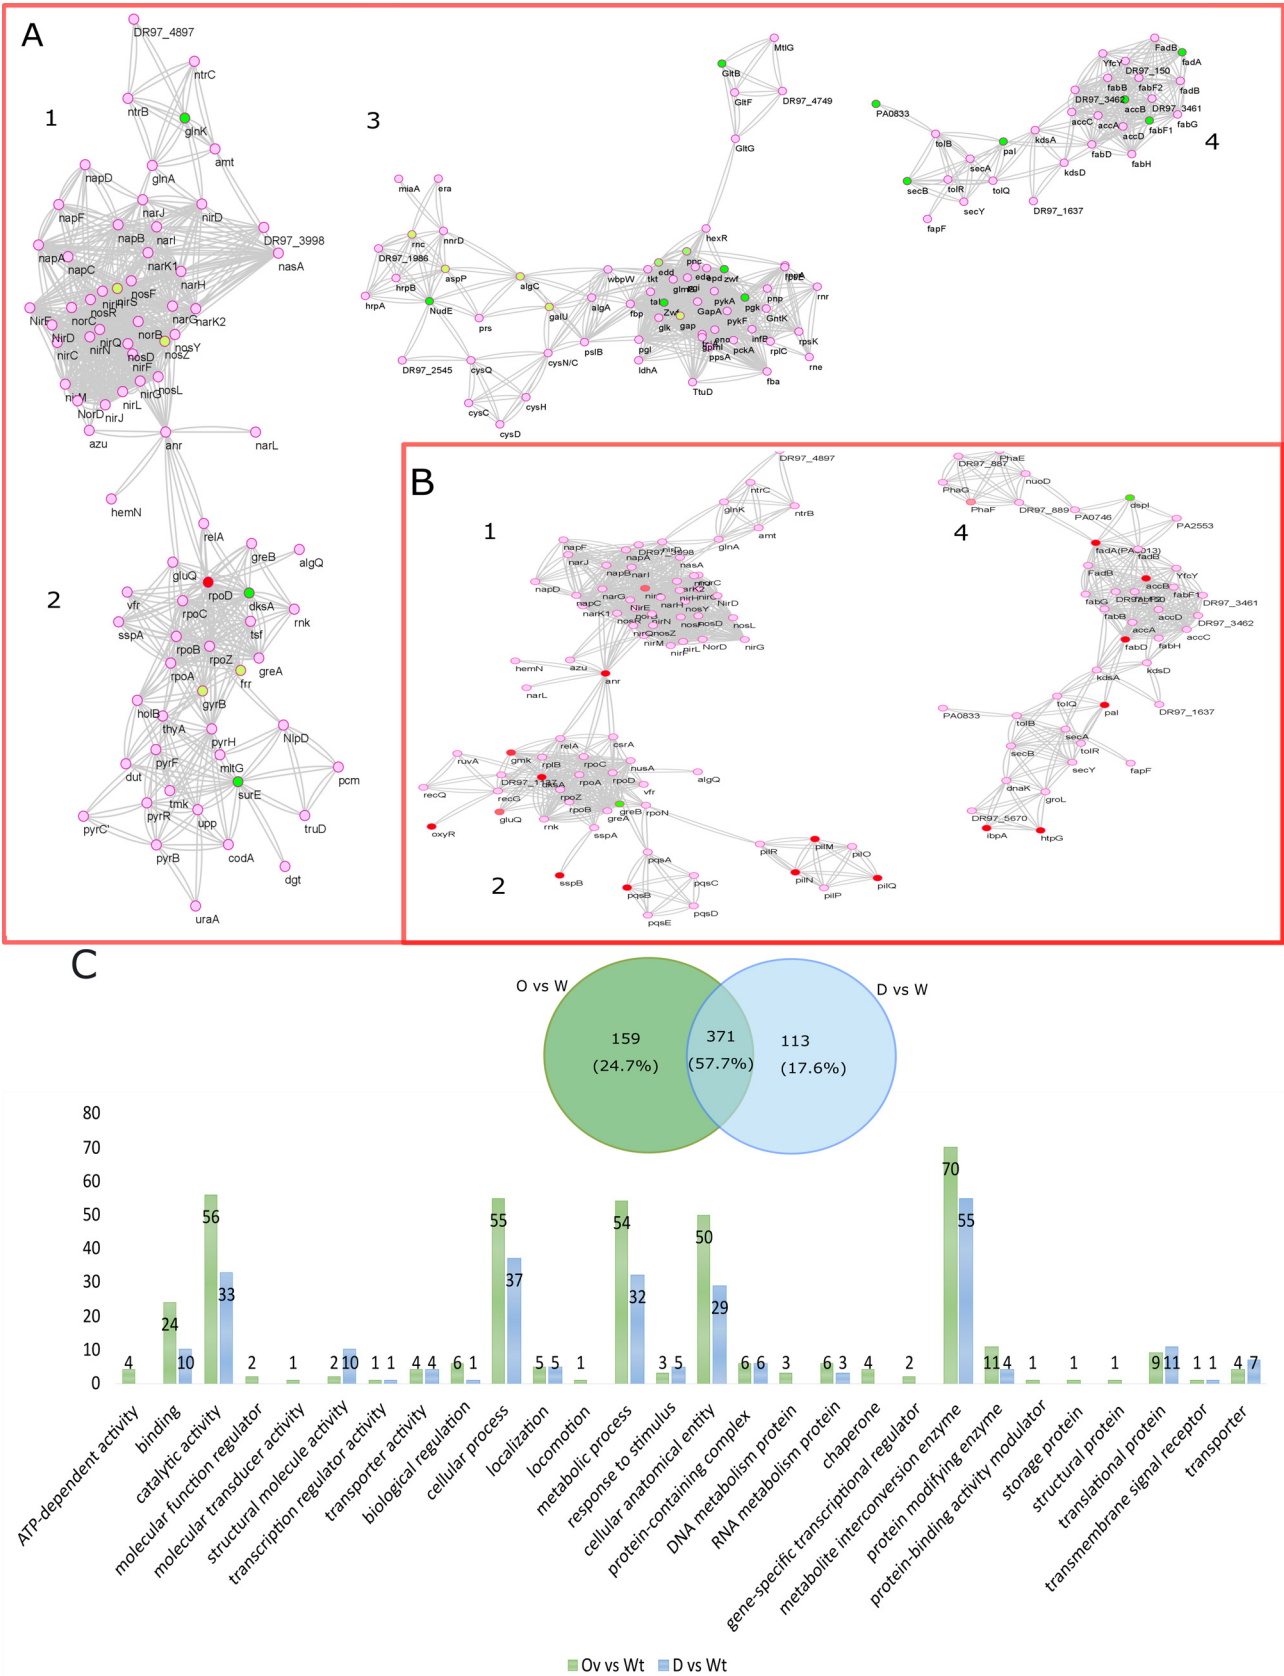 A
DR97_4897
ntrC
ntrB
1
glnK
amt
glnA
napD
narJ
napF
nirD
napB
narI
DR97_3998
nasA
napA
napC
narK1
narH
nosF
nirS
nosR
NirE
norC
narG
narK2
NirD
nirQ
norB
nosY
nirC
nirN
nosD
nosZ
nirF
nirM
nirG
nosL
nirL
NorD
nirJ
azu
anr
narL
hemN
relA
greB
algQ
gluQ
2
rpoD
dksA
vfr
rpoC
rnk
sspA
tsf
rpoB
rpoZ
greA
rpoA
frr
gyrB
holB
thyA
NlpD
pyrH
pyrF
mltG
dut
pcm
surE
tmk
pyrR
upp
truD
pyrC'
pyrB
codA
dgt
uraA
3
MtlG
GltB
GltF
DR97_4749
GltG
miaA
era
rnc
nnrD
hexR
DR97_1986
aspP
hrpB
algC
wbpW
edd
pnc
tkt
eda
epd
zwf
rnr
hrpA
NudE
prs
galU
algA
fbp
tal
Zwf
pykA
pgk
pnp
GapA
GntK
glk
gap
pykF
pslB
pgl
eno
infB
rplC
rpsK
DR97_2545
cysQ
cysN/C
ldhA
ppsA
pckA
rne
fba
TtuD
cysC
cysH
cysD
4
FadB
fadA
YfcY
DR97_150
fabB
fabF2
fadB
DR97_3462
accB
DR97_3461
PA0833
accC
accA
fabG
tolB
pal
kdsA
accD
fabF1
fabD
fabH
secA
kdsD
secB
tolR
tolQ
secY
DR97_1637
fapF
B
1
DR97_4897
ntrC
glnK
ntrB
amt
glnA
napF
DR97_3998
narJ
napA
nasA
napB
narI
napD
narG
napC
NirE
narH
nirH
NirD
narK1
nosY
nosR
nirN
nosL
nirQ
nosZ
nirM
nirL
NorD
nirG
nirF
azu
hemN
anr
narL
relA
csrA
ruvA
gmk
rplB
rpoC
nusA
DR97_1137
dksA
rpoA
rpoD
algQ
recQ
recG
rpoZ
vfr
rpoB
greB
rpoN
gluQ
greA
oxyR
rnk
sspA
pilR
pilM
pilO
pqsA
2
sspB
pqsB
pqsC
pilN
pilQ
pilP
pqsE
pqsD
4
DR97_887
PhaE
nuoD
PhaG
PhaF
DR97_889
dspI
PA0746
PA2553
fadB
FadB
YfcY
accB
fabF1
fabG
DR97_3461
fabB
accD
DR97_3462
accA
accC
fabD
fabH
kdsA
kdsD
PA0833
tolQ
pal
DR97_1637
tolB
secA
secB
tolR
secY
fapF
dnaK
groL
DR97_5670
ibpA
htpG
C
O vs W
D vs W
159
(24.7%)
371
(57.7%)
113
(17.6%)
80
70
60
50
40
30
20
10
0
4
24
10
56
33
2
1
2
10
1
1
4
4
6
1
55
37
5
5
1
54
32
3
5
50
29
6
6
3
6
3
4
2
70
55
11
4
1
1
1
9
11
1
1
4
7
ATP-dependent activity
binding
catalytic activity
molecular function regulator
molecular transducer activity
structural molecule activity
transcription regulator activity
transporter activity
biological regulation
cellular process
localization
locomotion
metabolic process
response to stimulus
cellular anatomical entity
protein-containing complex
DNA metabolism protein
RNA metabolism protein
chaperone
gene-specific transcriptional regulator
metabolite interconversion enzyme
protein modifying enzyme
protein-binding activity modulator
storage protein
structural protein
translational protein
transmembrane signal receptor
transporter
Ov vs Wt
D vs Wt